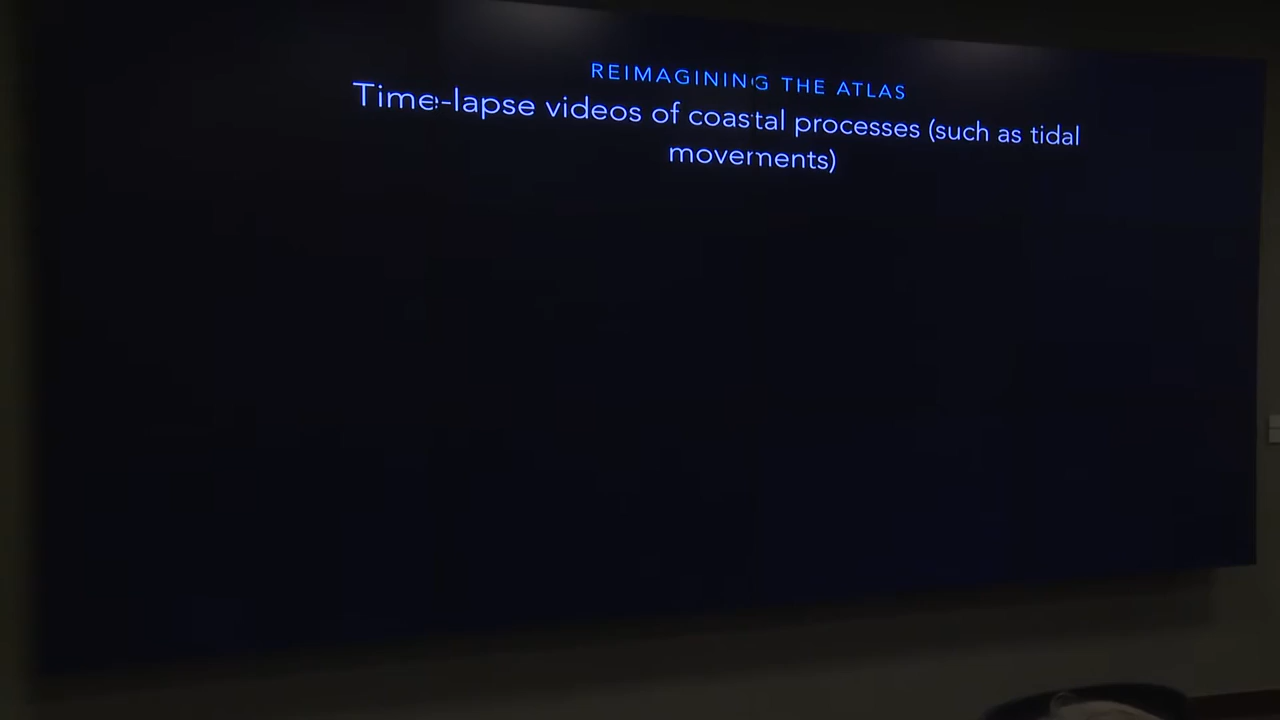 REIMAGINING THE ATLAS
Time-lapse videos of coastal processes (such as tidal
movements)